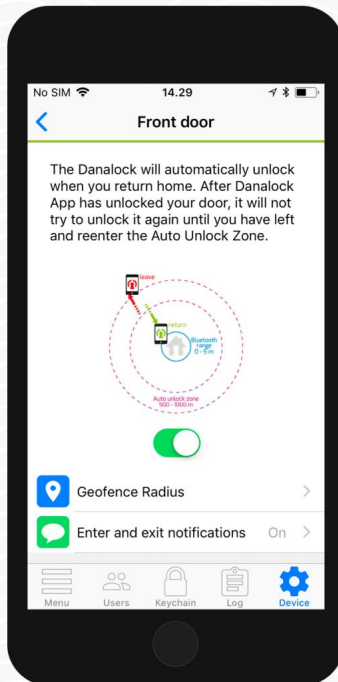 No SIM 14.29
Front door
The Danalock will automatically unlock
when you return home. After Danalock
App has unlocked your door, it will not
try to unlock it again until you have left
and reenter the Auto Unlock Zone.
leave
return
Bluetooth
range
0 - 5 m
Auto unlock zone
500 - 1000 m
Geofence Radius
Enter and exit notifications On
Menu Users Keychain Log Device